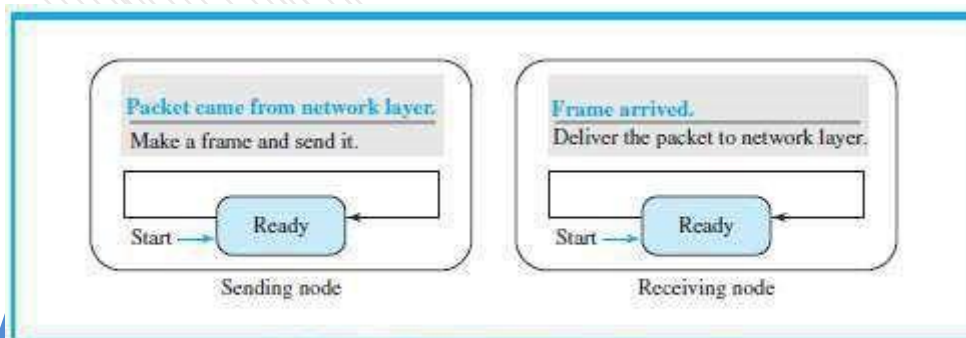 Packet came from network layer.
Make a frame and send it.
Ready
Start
Sending node
Frame arrived.
Deliver the packet to network layer.
Ready
Start
Receiving node